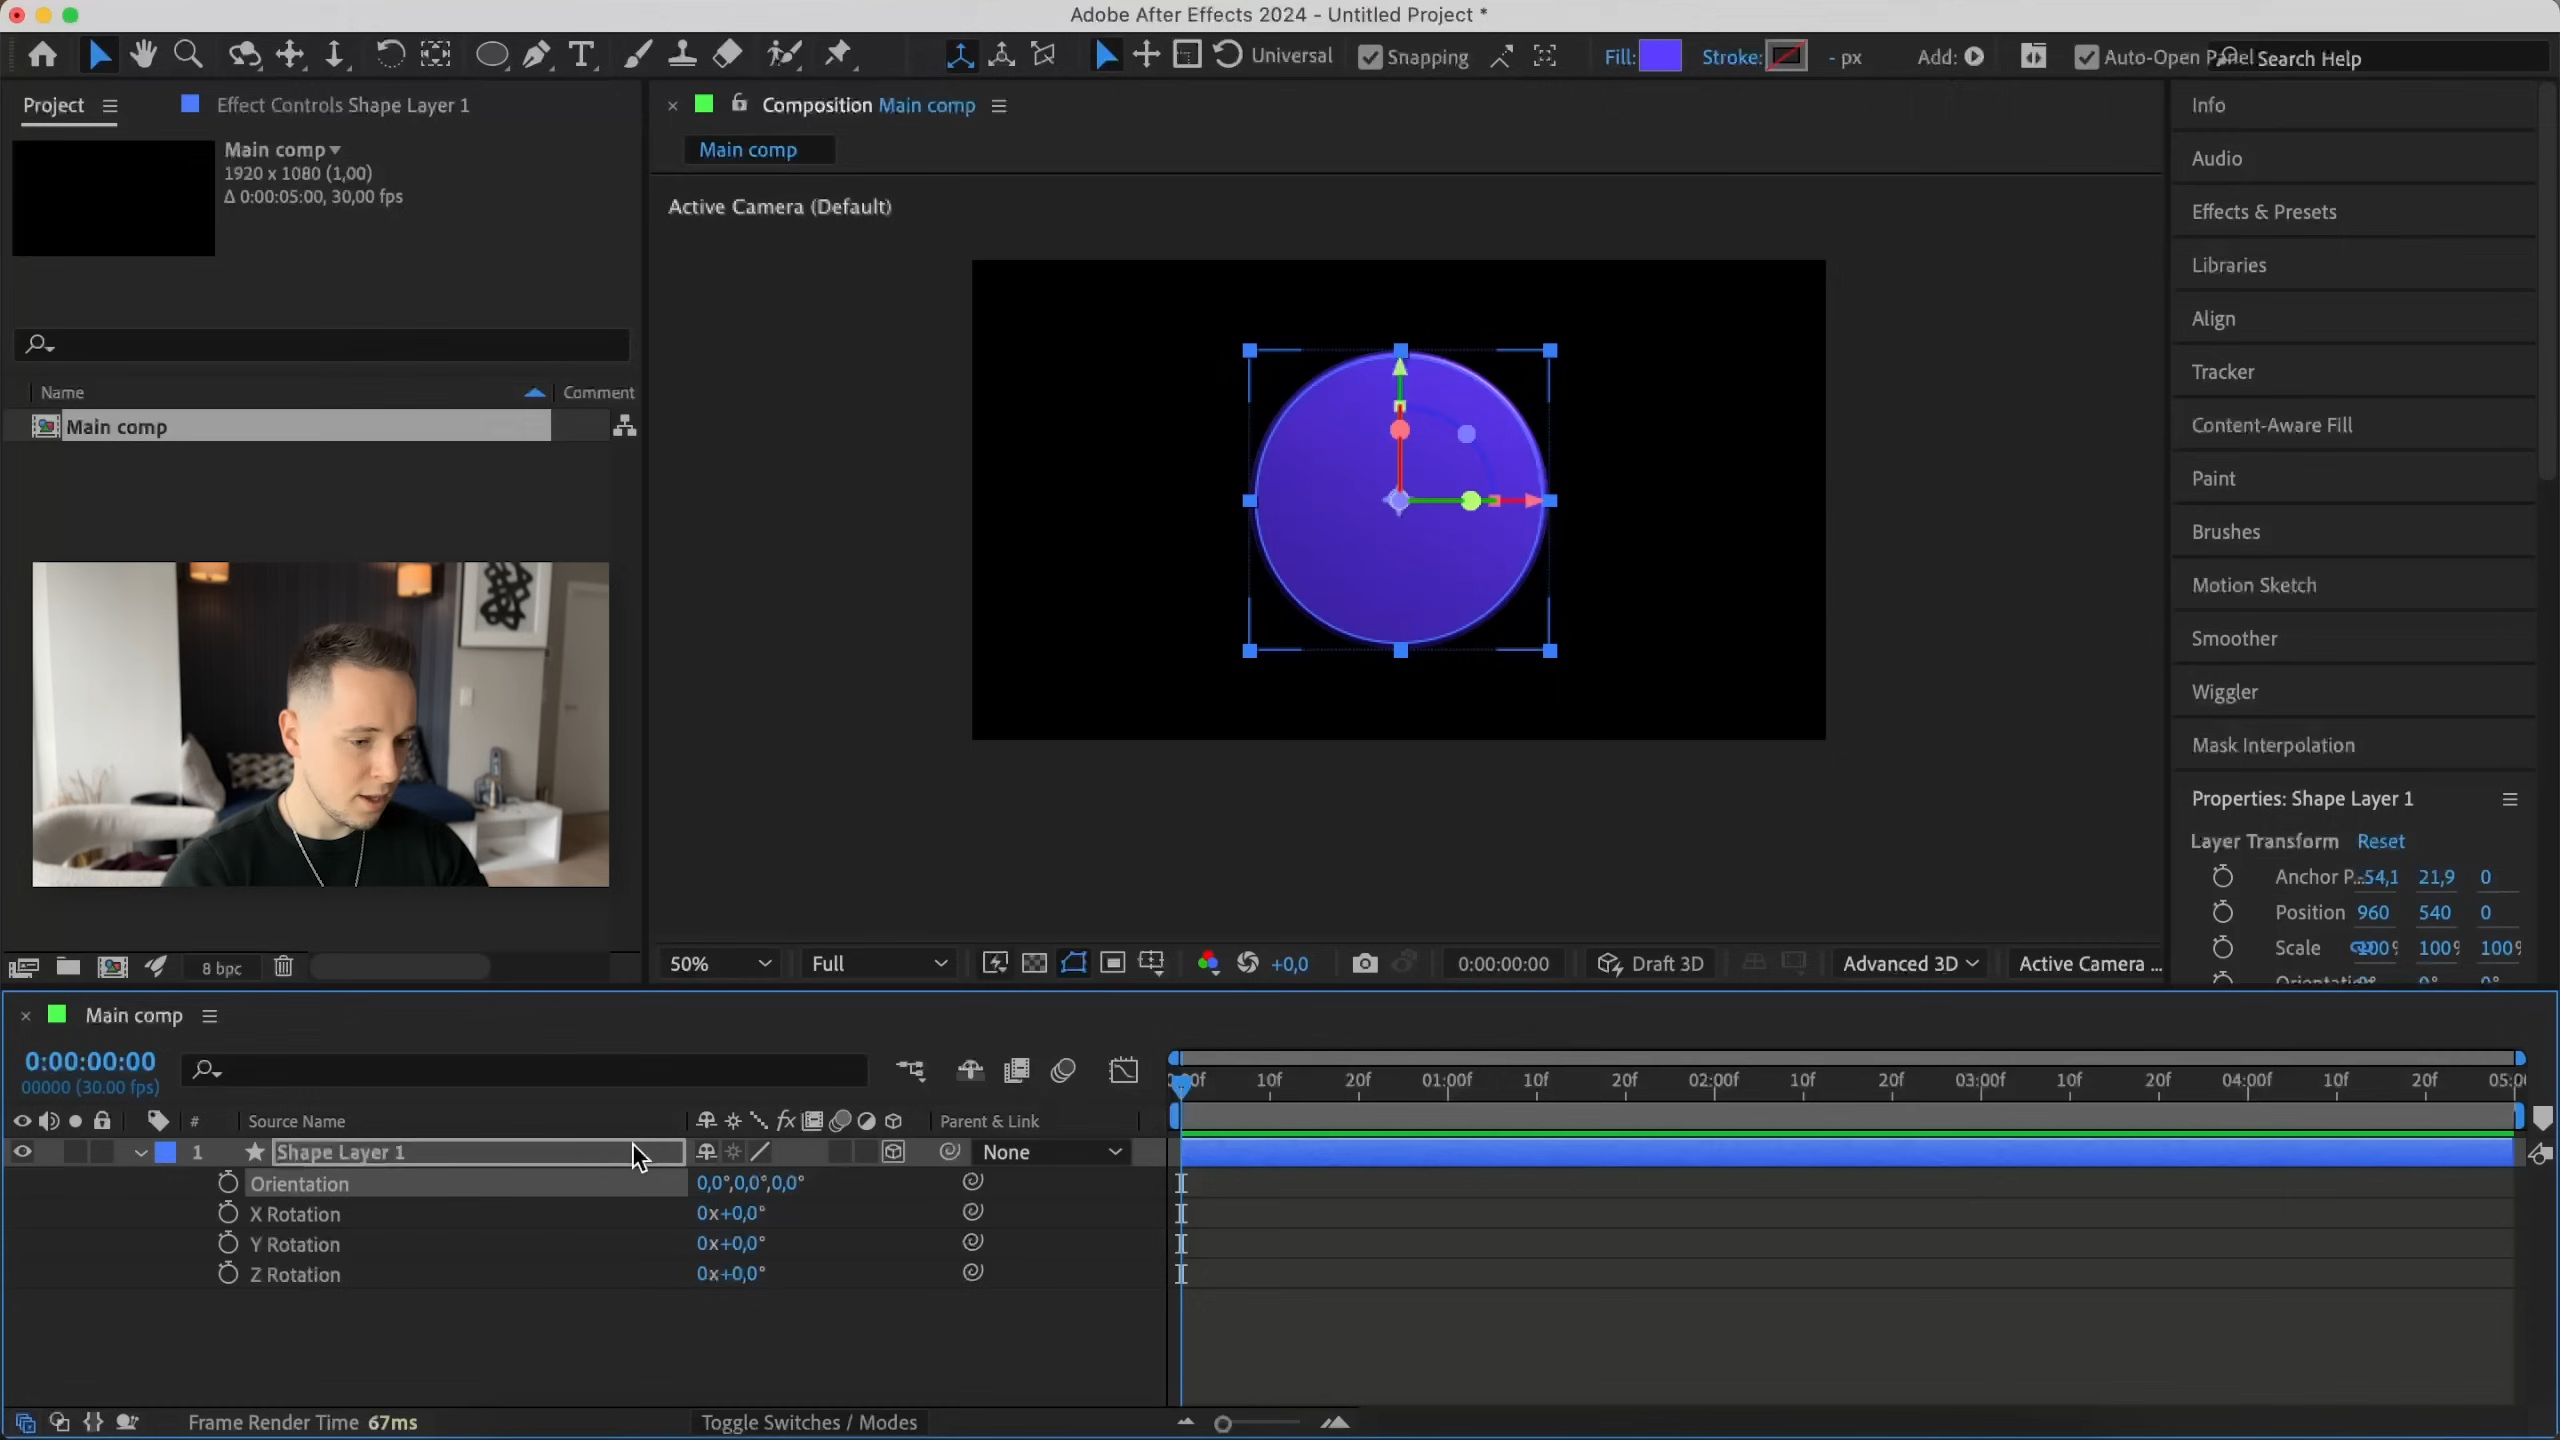 Adobe After Effects 2024 - Untitled Project *
Universal
Snapping
Fill:
Stroke:
- px
Add:
Auto-Open Panel
Search Help
Project
Effect Controls Shape Layer 1
Main comp
1920 x 1080 (1,00)
Δ 0:00:05:00, 30,00 fps
Name
Comment
Main comp
8 bpc
Composition Main comp
Main comp
Active Camera (Default)
50%
Full
+0,0
0:00:00:00
Draft 3D
Advanced 3D
Active Camera ...
Info
Audio
Effects & Presets
Libraries
Align
Tracker
Content-Aware Fill
Paint
Brushes
Motion Sketch
Smoother
Wiggler
Mask Interpolation
Properties: Shape Layer 1
Layer Transform Reset
Anchor P... -54,1 21,9 0
Position 960 540 0
Scale 100% 100% 100%
Orientation 0° 0° 0°
Main comp
0:00:00:00
00000 (30.00 fps)
# Source Name
fx
Parent & Link
1 Shape Layer 1
None
Orientation 0,0°,0,0°,0,0°
X Rotation 0x+0,0°
Y Rotation 0x+0,0°
Z Rotation 0x+0,0°
10f 20f 01:00f 10f 20f 02:00f 10f 20f 03:00f 10f 20f 04:00f 10f 20f
Frame Render Time 67ms
Toggle Switches / Modes